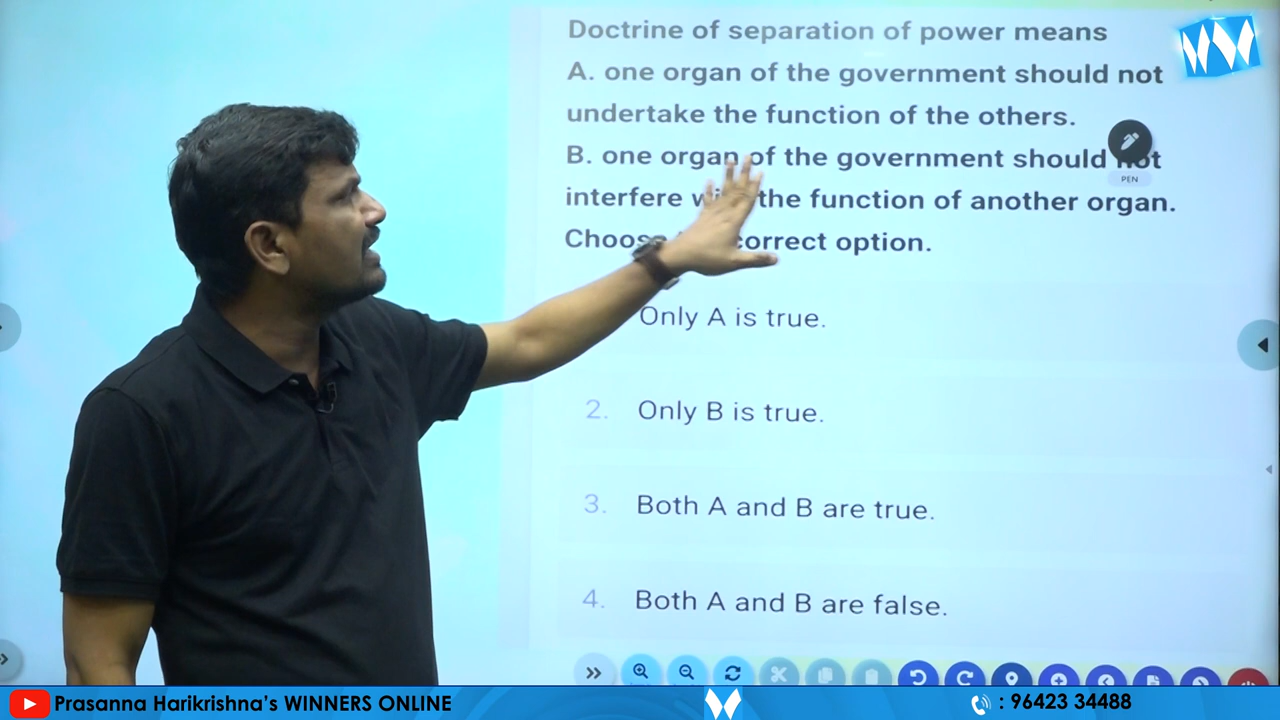 Doctrine of separation of power means
A. one organ of the government should not
undertake the function of the others.
B. one organ of the government should not
PEN
interfere the function of another organ.
correct option.
Only A is true.
2. Only B is true.
3. Both A and B are true.
4. Both A and B are false.
Prasanna Harikrishna's WINNERS ONLINE
: 96423 34488